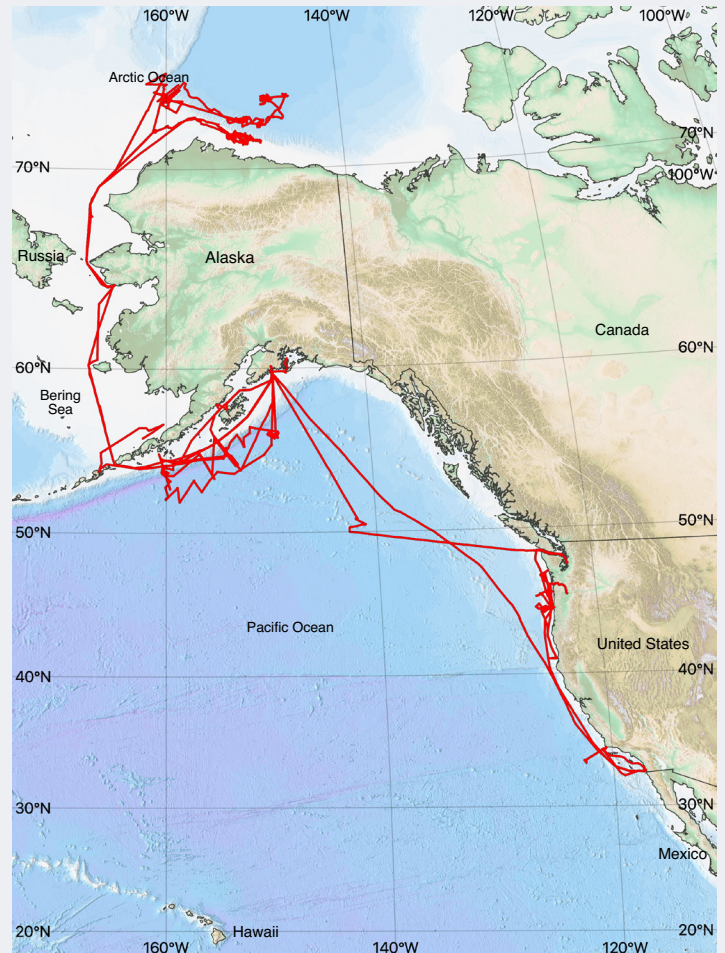 160°W
140°W
120°W
100°W
Arctic Ocean
70°N
70°N
100°W
Russia
Alaska
Canada
60°N
60°N
Bering
Sea
50°N
50°N
Pacific Ocean
United States
40°N
40°N
30°N
30°N
Mexico
Hawaii
20°N
20°N
160°W
140°W
120°W